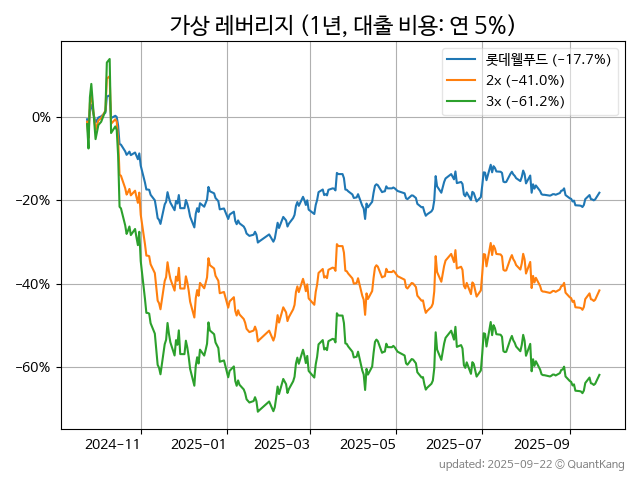 가상 레버리지 (1년, 대출 비용: 연 5%)
롯데웰푸드 (−17.7%)
2x (−41.0%)
3x (−61.2%)
0%
−20%
−40%
−60%
2024-11 2025-01 2025-03 2025-05 2025-07 2025-09
updated: 2025-09-22 © QuantKang